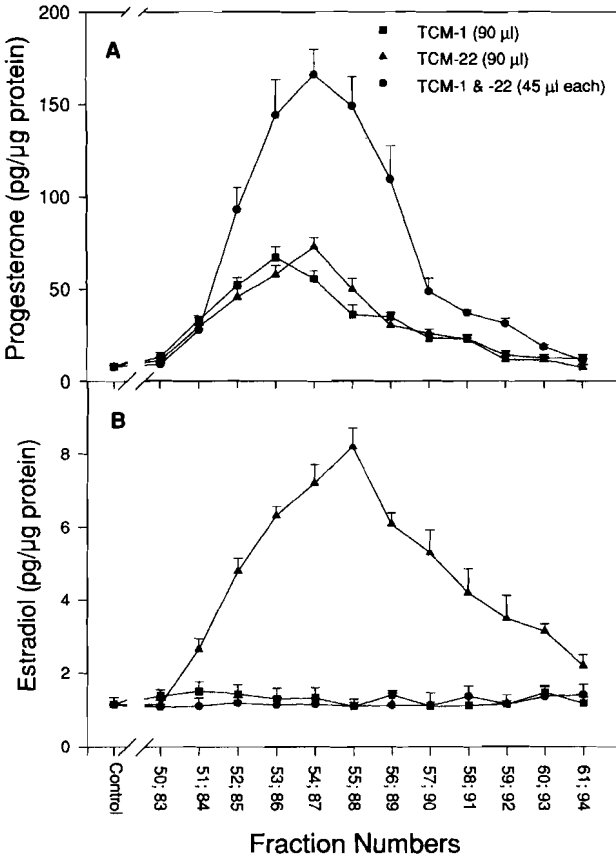 200
A
TCM-1 (90 µl)
TCM-22 (90 µl)
TCM-1 & -22 (45 µl each)
150
100
50
0
Progesterone (pg/µg protein)
B
8
6
4
2
0
Estradiol (pg/µg protein)
Control
50; 83
51; 84
52; 85
53; 86
54; 87
55; 88
56; 89
57; 90
58; 91
59; 92
60; 93
61; 94
Fraction Numbers